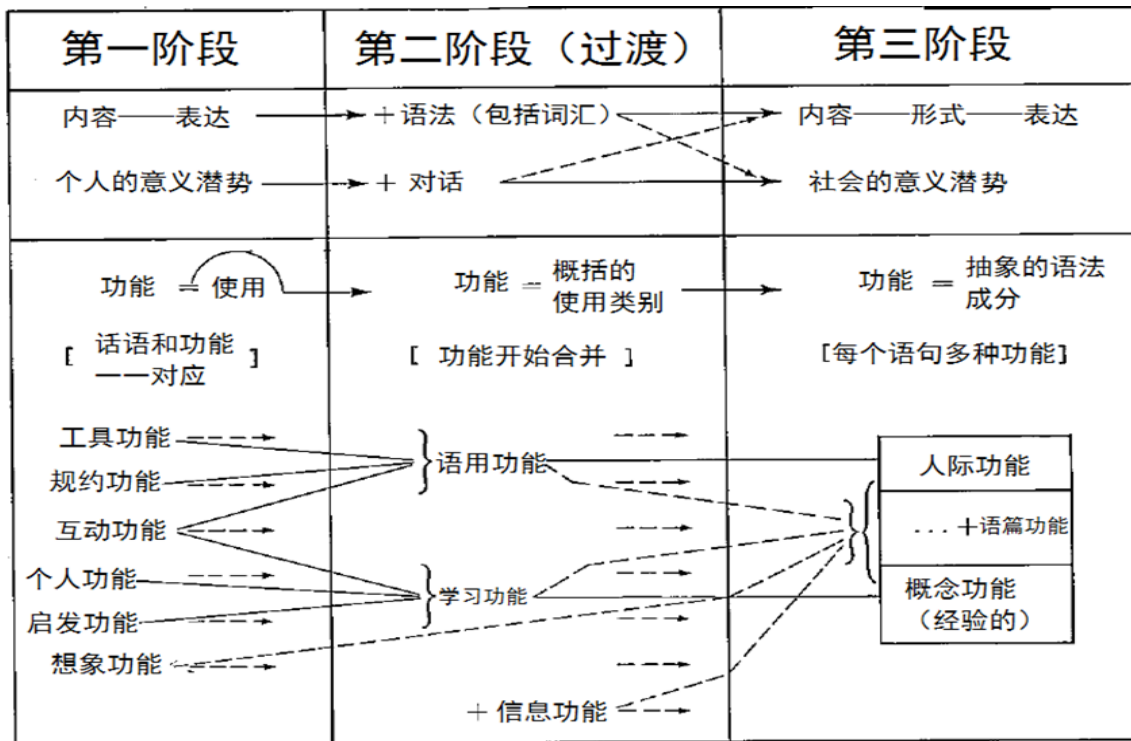 第一阶段
第二阶段（过渡）
第三阶段
内容——表达
＋语法（包括词汇）
内容——形式——表达
个人的意义潜势
＋ 对话
社会的意义潜势
功能 = 使用
功能 = 概括的
使用类别
功能 = 抽象的语法
成分
[ 话语和功能
一一对应 ]
[ 功能开始合并 ]
[每个语句多种功能]
工具功能
规约功能
互动功能
个人功能
启发功能
想象功能
语用功能
学习功能
＋信息功能
人际功能
…＋语篇功能
概念功能
（经验的）